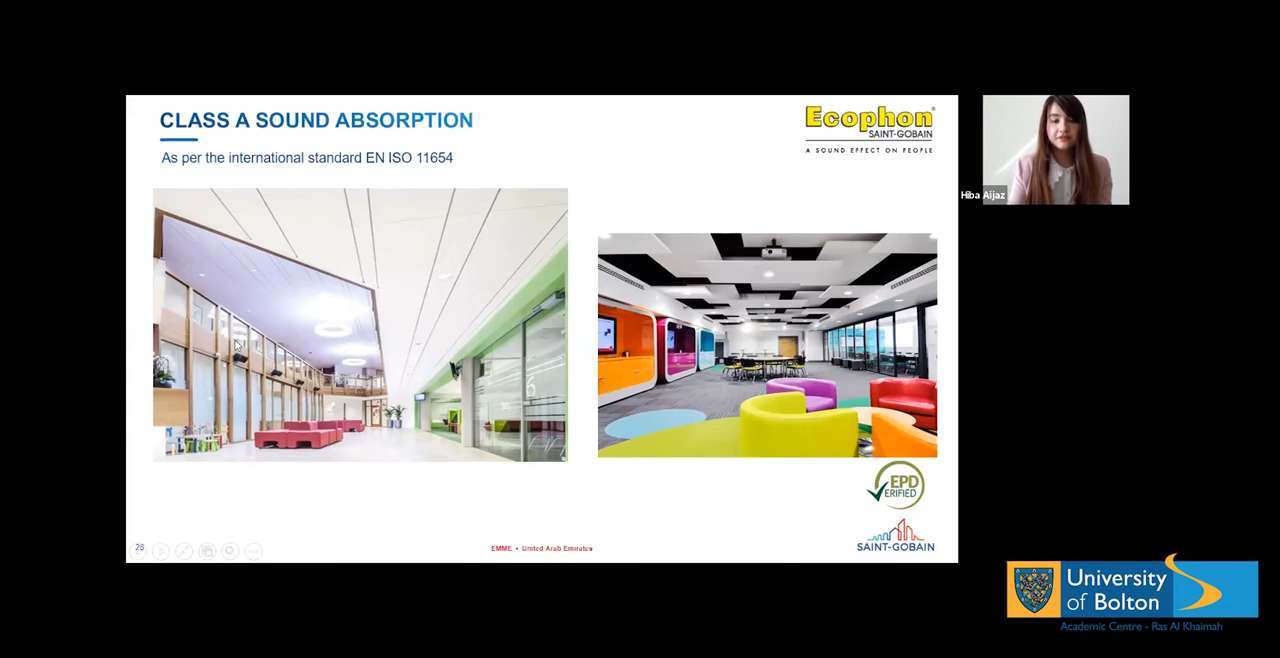 CLASS A SOUND ABSORPTION
As per the international standard EN ISO 11654
Ecophon
SAINT-GOBAIN
A SOUND EFFECT ON PEOPLE
Hiba Aijaz
EPD
VERIFIED
SAINT-GOBAIN
28
EMME • United Arab Emirates
University
of Bolton
Academic Centre - Ras Al Khaimah